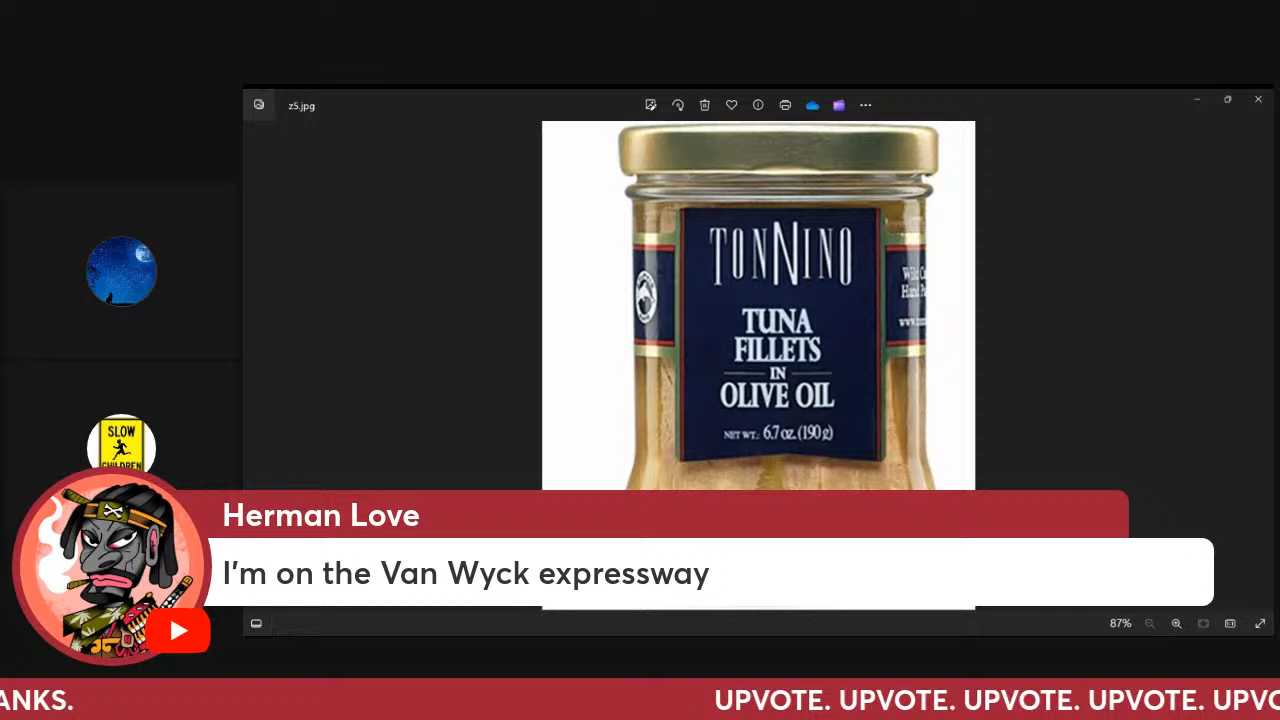 z5.jpg
TONNINO
TUNA
FILLETS
IN
OLIVE OIL
NET WT.: 6.7 oz. (190 g)
SLOW
CHILDREN
Herman Love
I'm on the Van Wyck expressway
87%
ANKS.
UPVOTE. UPVOTE. UPVOTE. UPVOTE. UPVO